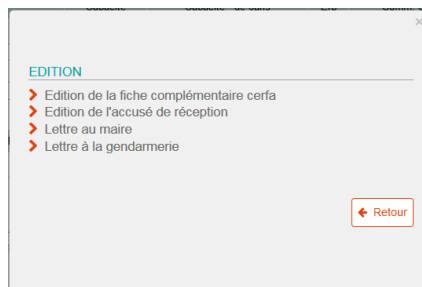 ×
EDITION
Edition de la fiche complémentaire cerfa
Edition de l'accusé de réception
Lettre au maire
Lettre à la gendarmerie
Retour